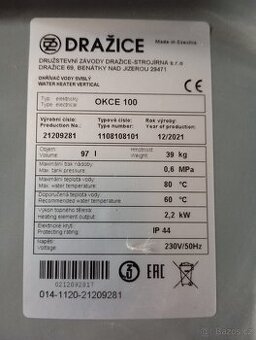 DRAŽICE
Made in Czechia
DRUŽSTEVNÍ ZÁVODY DRAŽICE-STROJÍRNA s.r.o
DRAŽICE 69, BENÁTKY NAD JIZEROU 29471
OHŘÍVAČ VODY SVISLÝ
WATER HEATER VERTICAL
Typ elektrický
Type electrical
OKCE 100
Výrobní číslo: Typové číslo: Rok výroby
Production No.: Type number: Year of production:
21209281 1108108101 12/2021
Objem: Hmotnost
Volume: 97 l Weight: 39 kg
Maximální tlak nádoby
Max. tank pressure 0,6 MPa
Maximální teplota vody
Max. water temperature 80 °C
Doporučená teplota vody
Recommended water temperature 60 °C
Výkon topného tělesa
Heating element output 2,2 kW
Elektrické krytí
Protecting rating: IP 44
Napětí
Voltage: 230V/50Hz
CE
EAC
014-1120-21209281